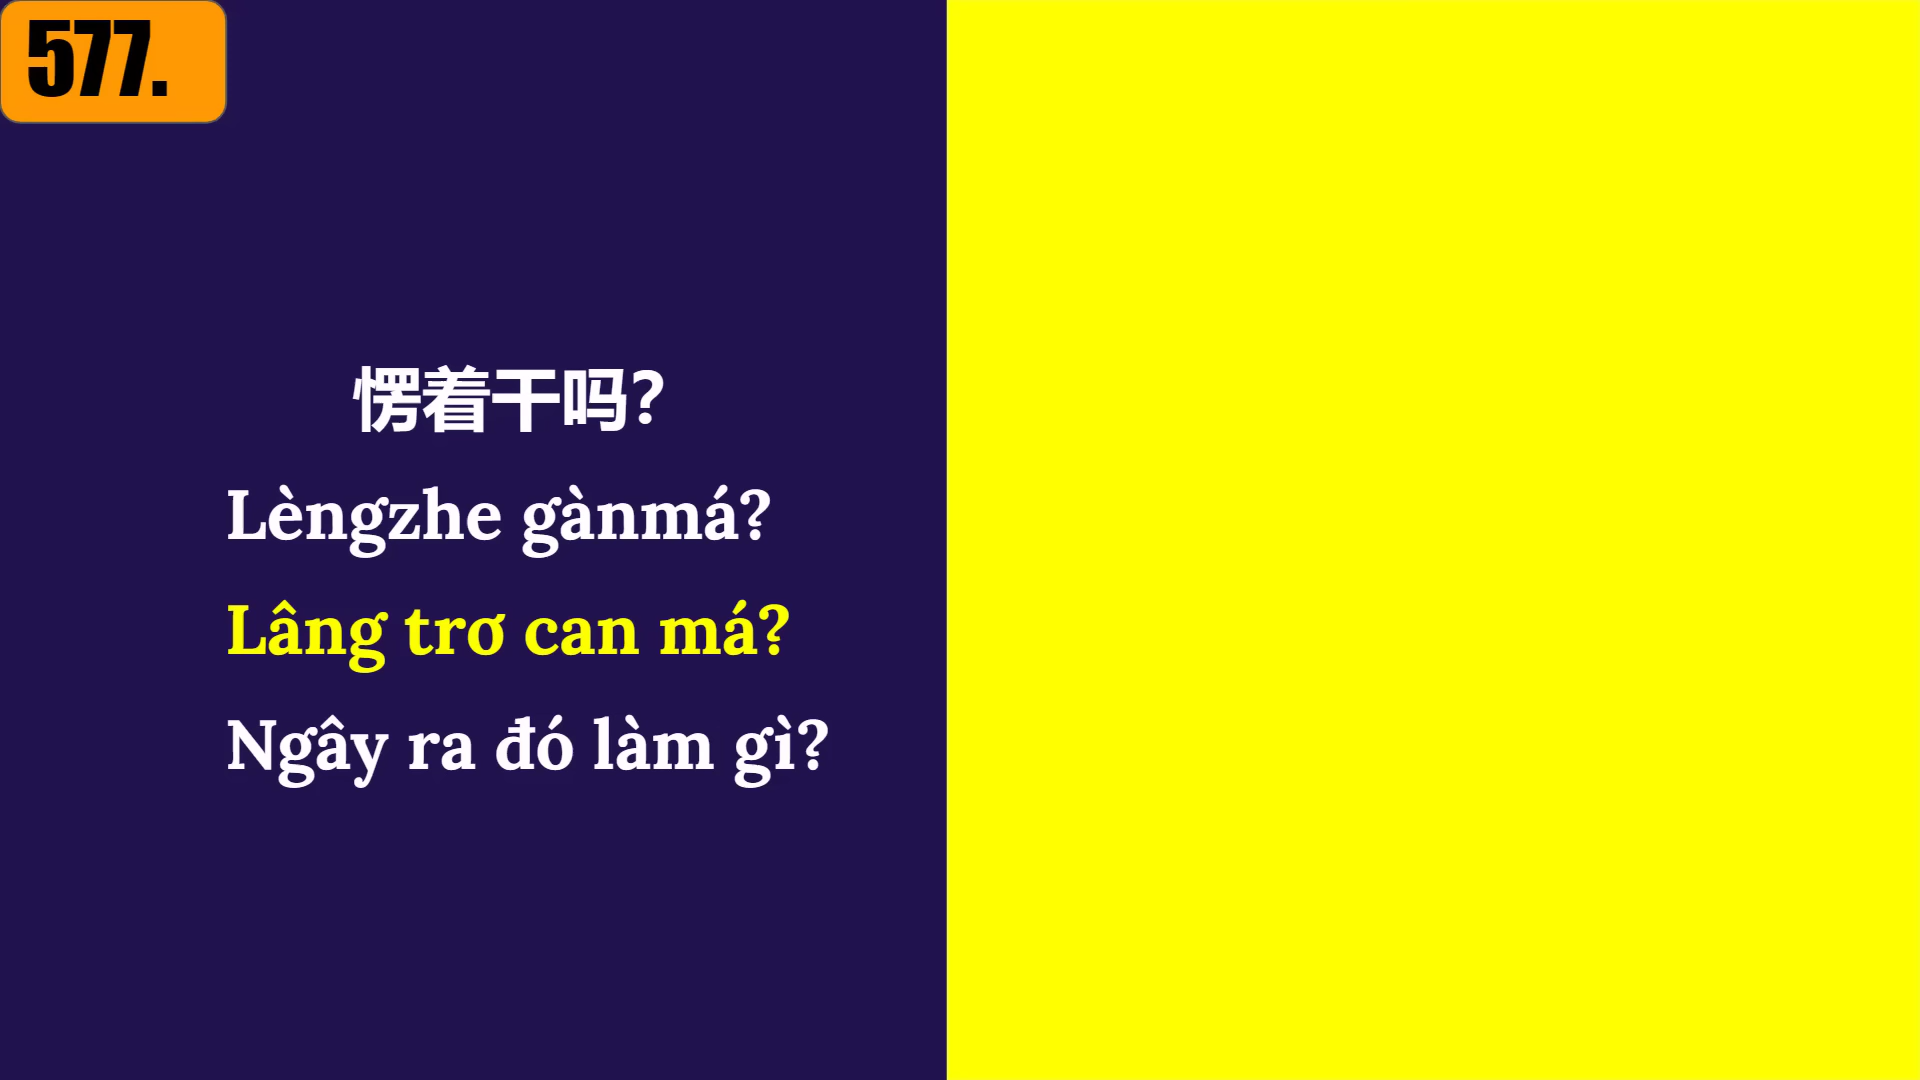 577.
愣着干吗？
Lèngzhe gànmá?
Lâng trơ can má?
Ngây ra đó làm gì?